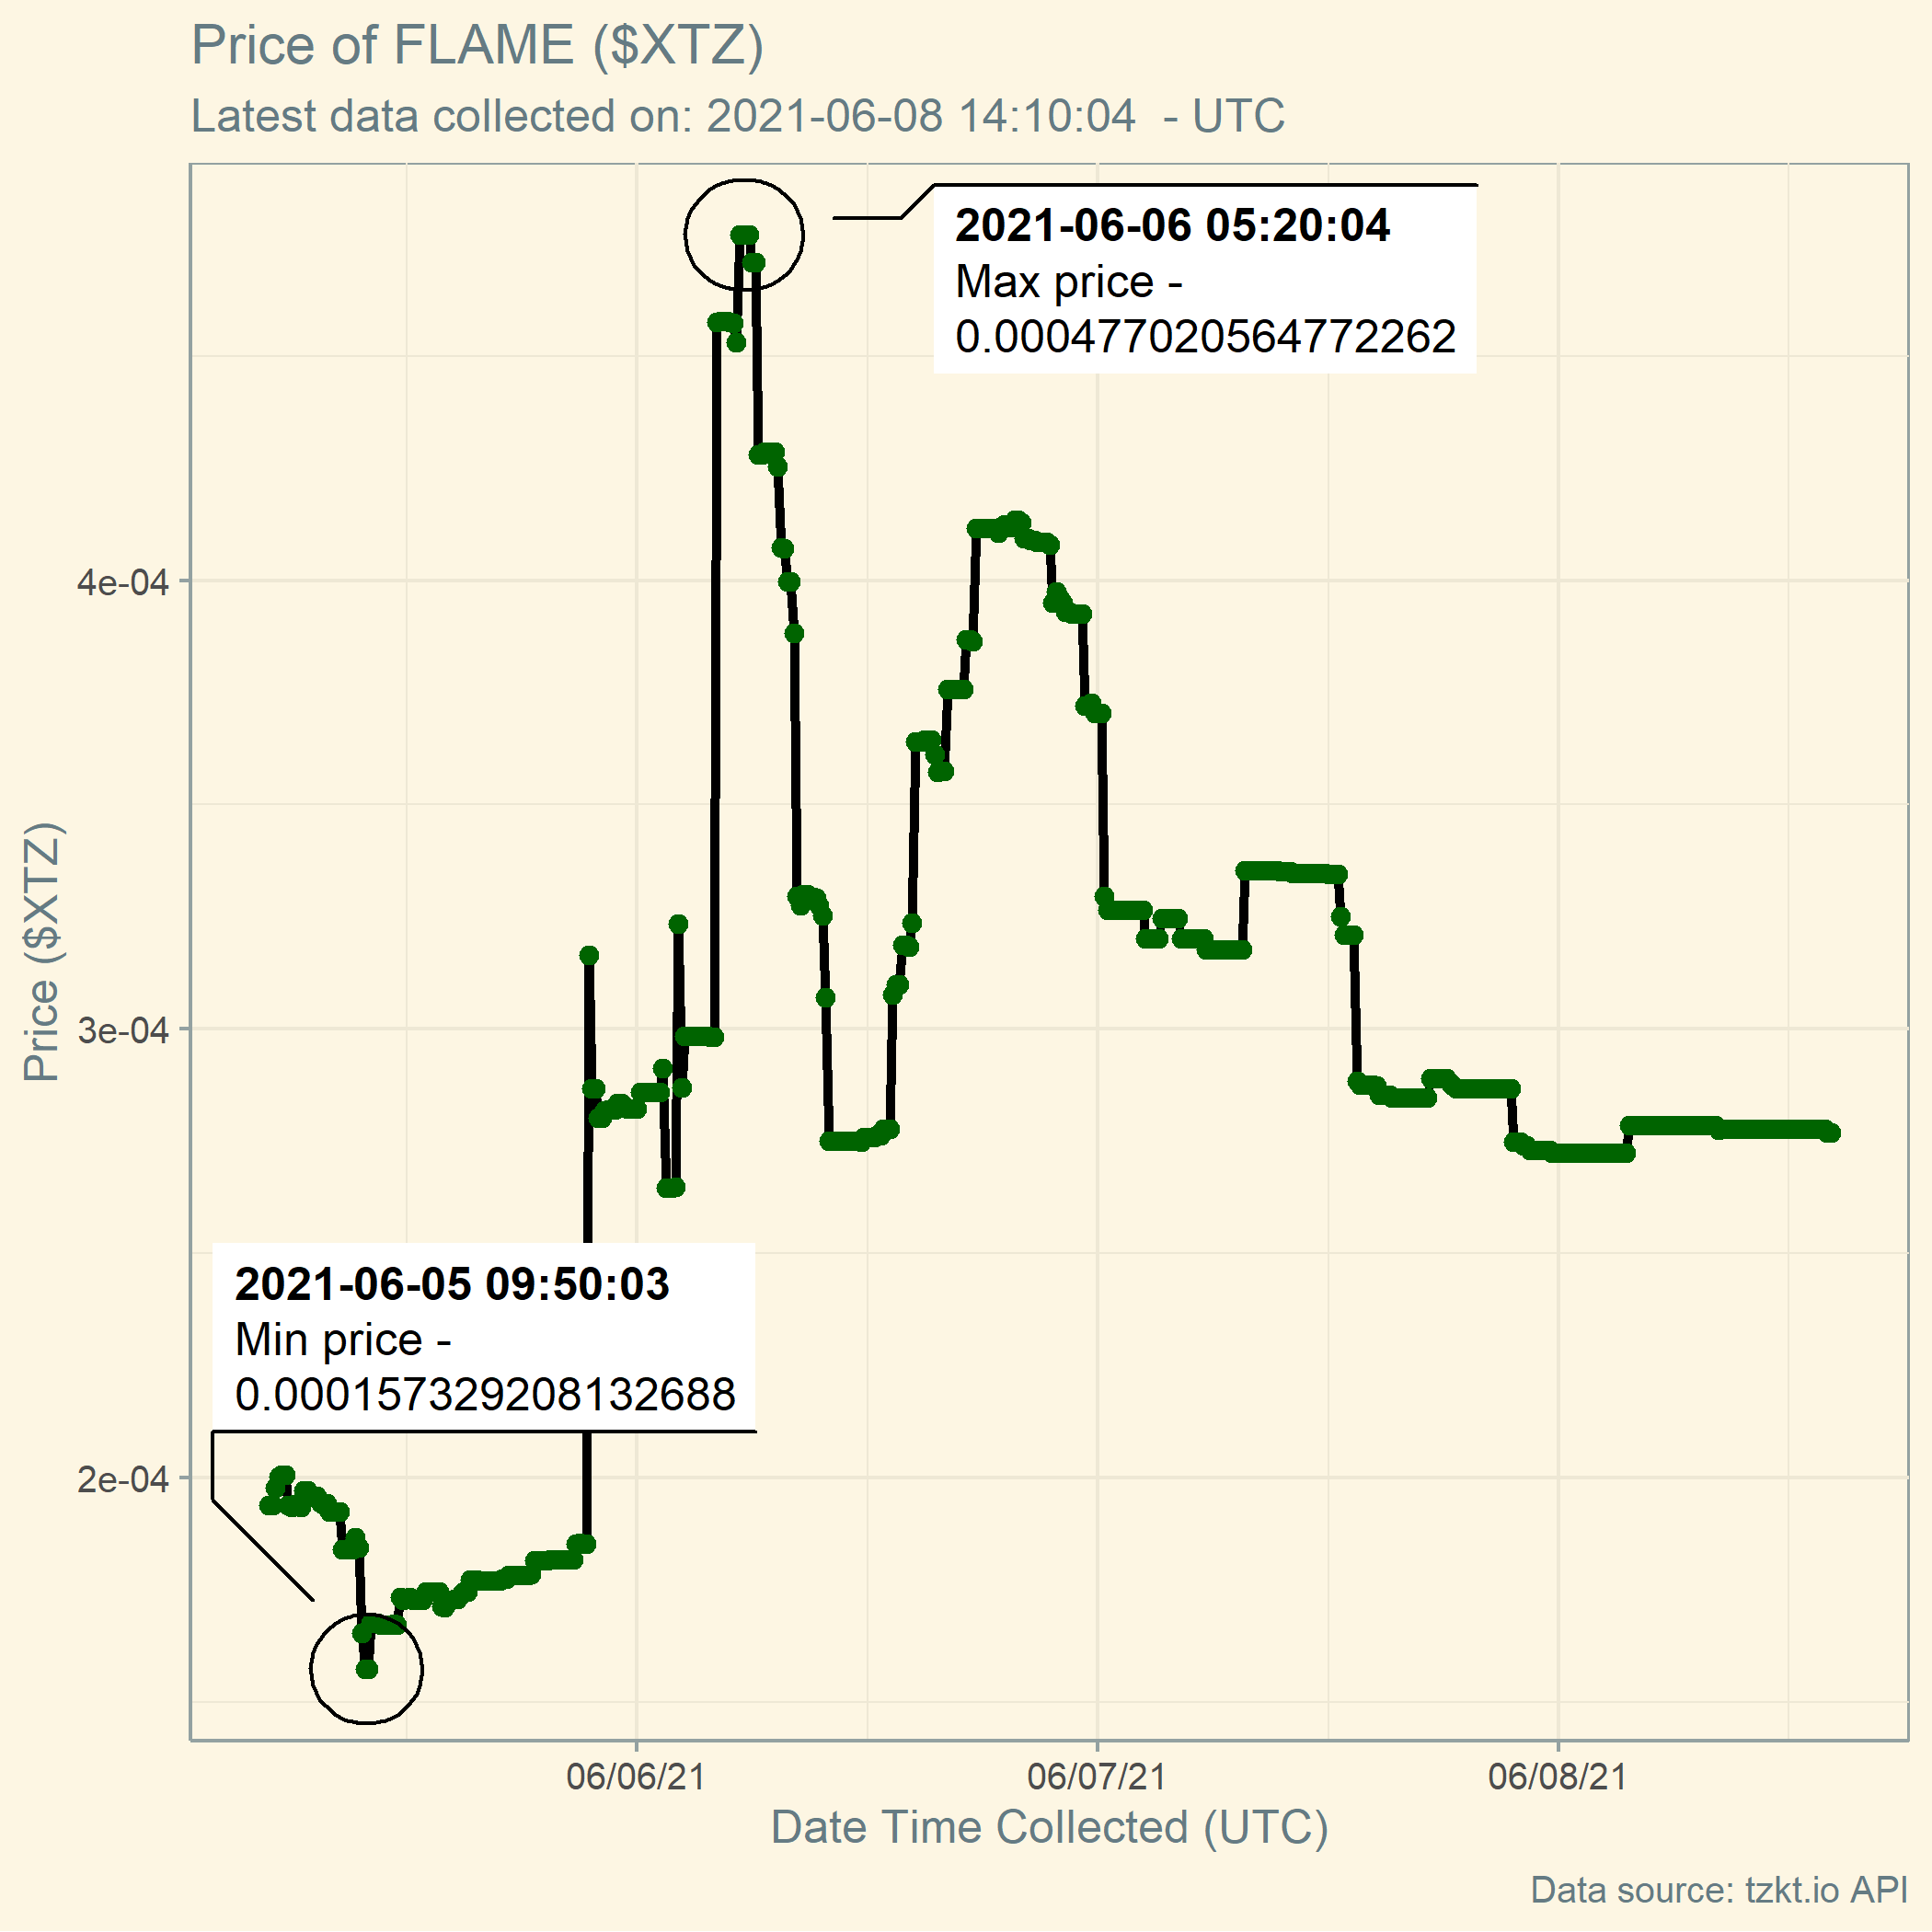 Price of FLAME ($XTZ)
Latest data collected on: 2021-06-08 14:10:04  - UTC
2021-06-06 05:20:04
Max price -
0.000477020564772262
4e-04
3e-04
2e-04
Price ($XTZ)
2021-06-05 09:50:03
Min price -
0.0001573292081​32688
06/06/21
06/07/21
06/08/21
Date Time Collected (UTC)
Data source: tzkt.io API